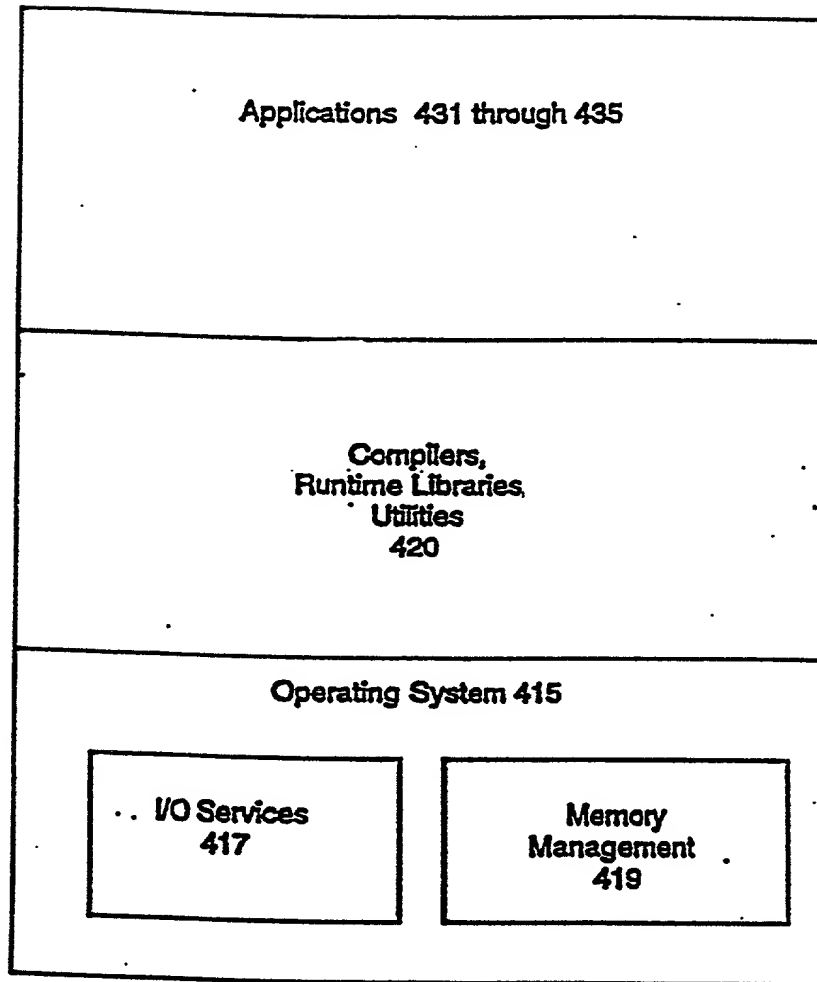 Applications 431 through 435
Compilers,
Runtime Libraries,
Utilities
420
Operating System 415
I/O Services
417
Memory
Management
419